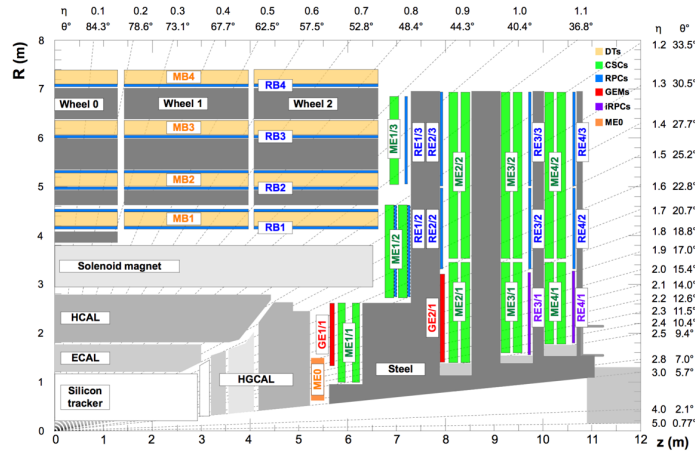 η 0.1 0.2 0.3 0.4 0.5 0.6 0.7 0.8 0.9 1.0 1.1
θ° 84.3° 78.6° 73.1° 67.7° 62.5° 57.5° 52.8° 48.4° 44.3° 40.4° 36.8° η θ°
R (m)
8
7
6
5
4
3
2
1
0
1.2 33.5°
1.3 30.5°
1.4 27.7°
1.5 25.2°
1.6 22.8°
1.7 20.7°
1.8 18.8°
1.9 17.0°
2.0 15.4°
2.1 14.0°
2.2 12.6°
2.3 11.5°
2.4 10.4°
2.5 9.4°
2.8 7.0°
3.0 5.7°
4.0 2.1°
5.0 0.77°
DTs
CSCs
RPCs
GEMs
iRPCs
ME0
MB4
RB4
Wheel 0
Wheel 1
Wheel 2
MB3
RB3
MB2
RB2
MB1
RB1
Solenoid magnet
HCAL
ECAL
Silicon
tracker
HGCAL
Steel
ME0
GE1/1
ME1/1
ME1/2
ME1/3
RE1/3
RE2/3
RE1/2
RE2/2
GE2/1
ME2/1
ME2/2
ME3/1
ME3/2
RE3/3
RE3/2
RE3/1
ME4/1
ME4/2
RE4/3
RE4/2
RE4/1
0 1 2 3 4 5 6 7 8 9 10 11 12 z (m)